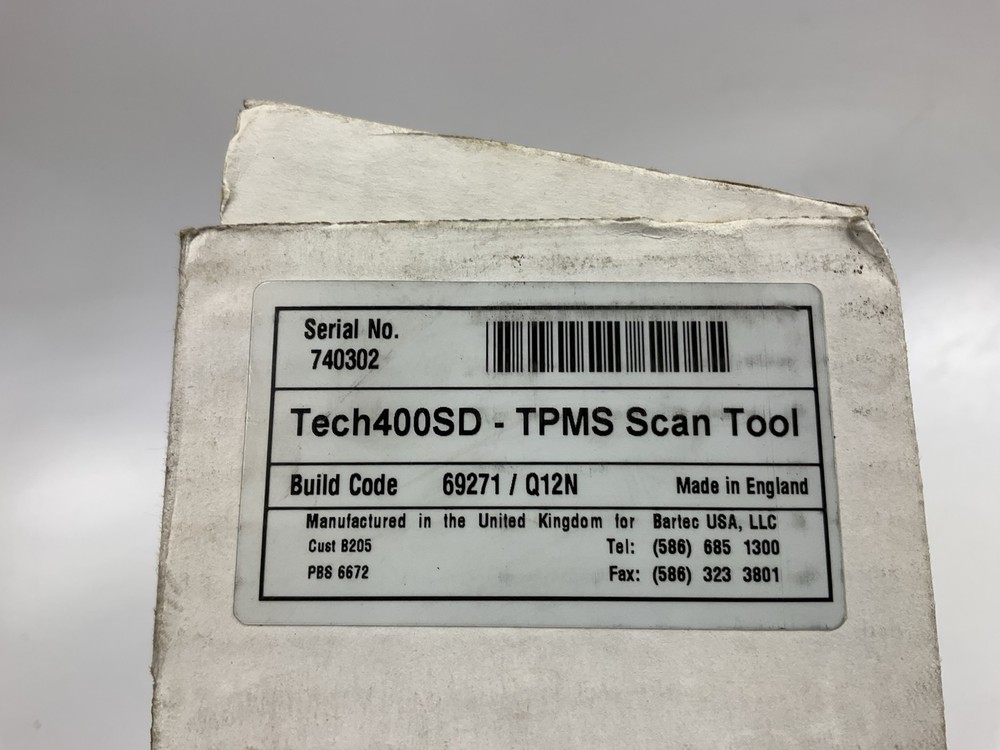 Serial No.
740302
Tech400SD - TPMS Scan Tool
Build Code 69271 / Q12N Made in England
Manufactured in the United Kingdom for Bartec USA, LLC
Cust B205 Tel: (586) 685 1300
PBS 6672 Fax: (586) 323 3801